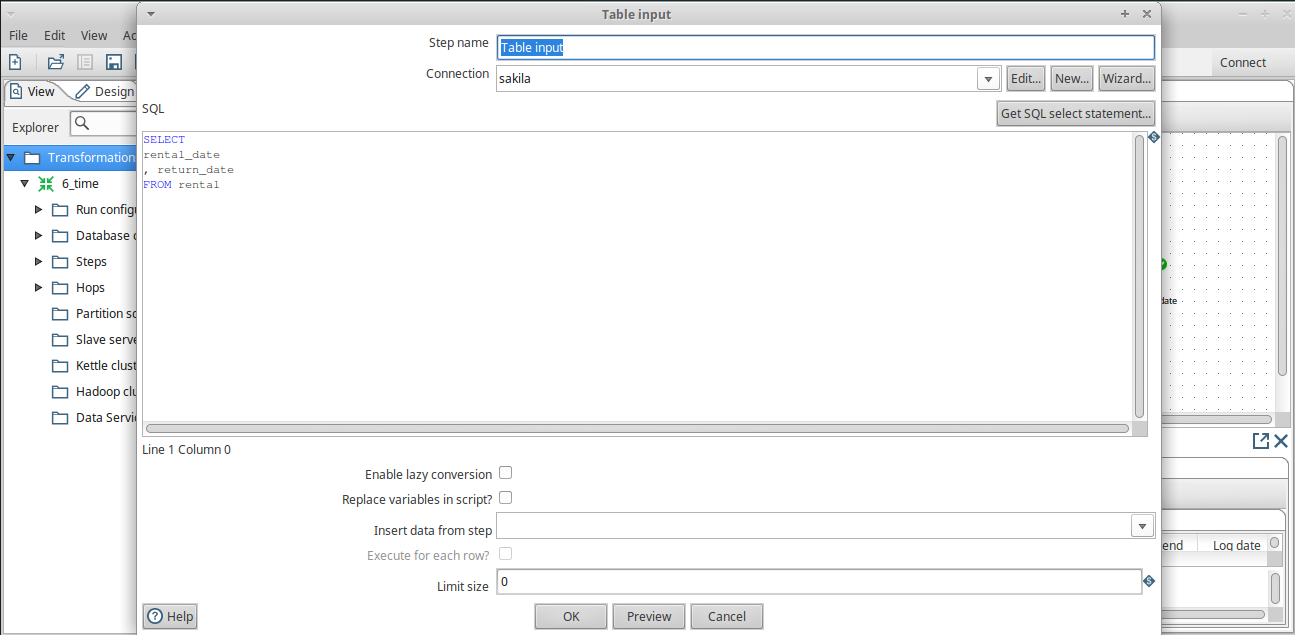 Table input
File Edit View Ac
Connect
View Design
Explorer
Transformation
6_time
Run config
Database
Steps
Hops
Partition sc
Slave serve
Kettle clust
Hadoop clu
Data Servi
Step name Table input
Connection sakila Edit... New... Wizard...
SQL Get SQL select statement...
SELECT
rental_date
, return_date
FROM rental
Line 1 Column 0
Enable lazy conversion
Replace variables in script?
Insert data from step
Execute for each row?
Limit size 0
Help OK Preview Cancel
date
end Log date